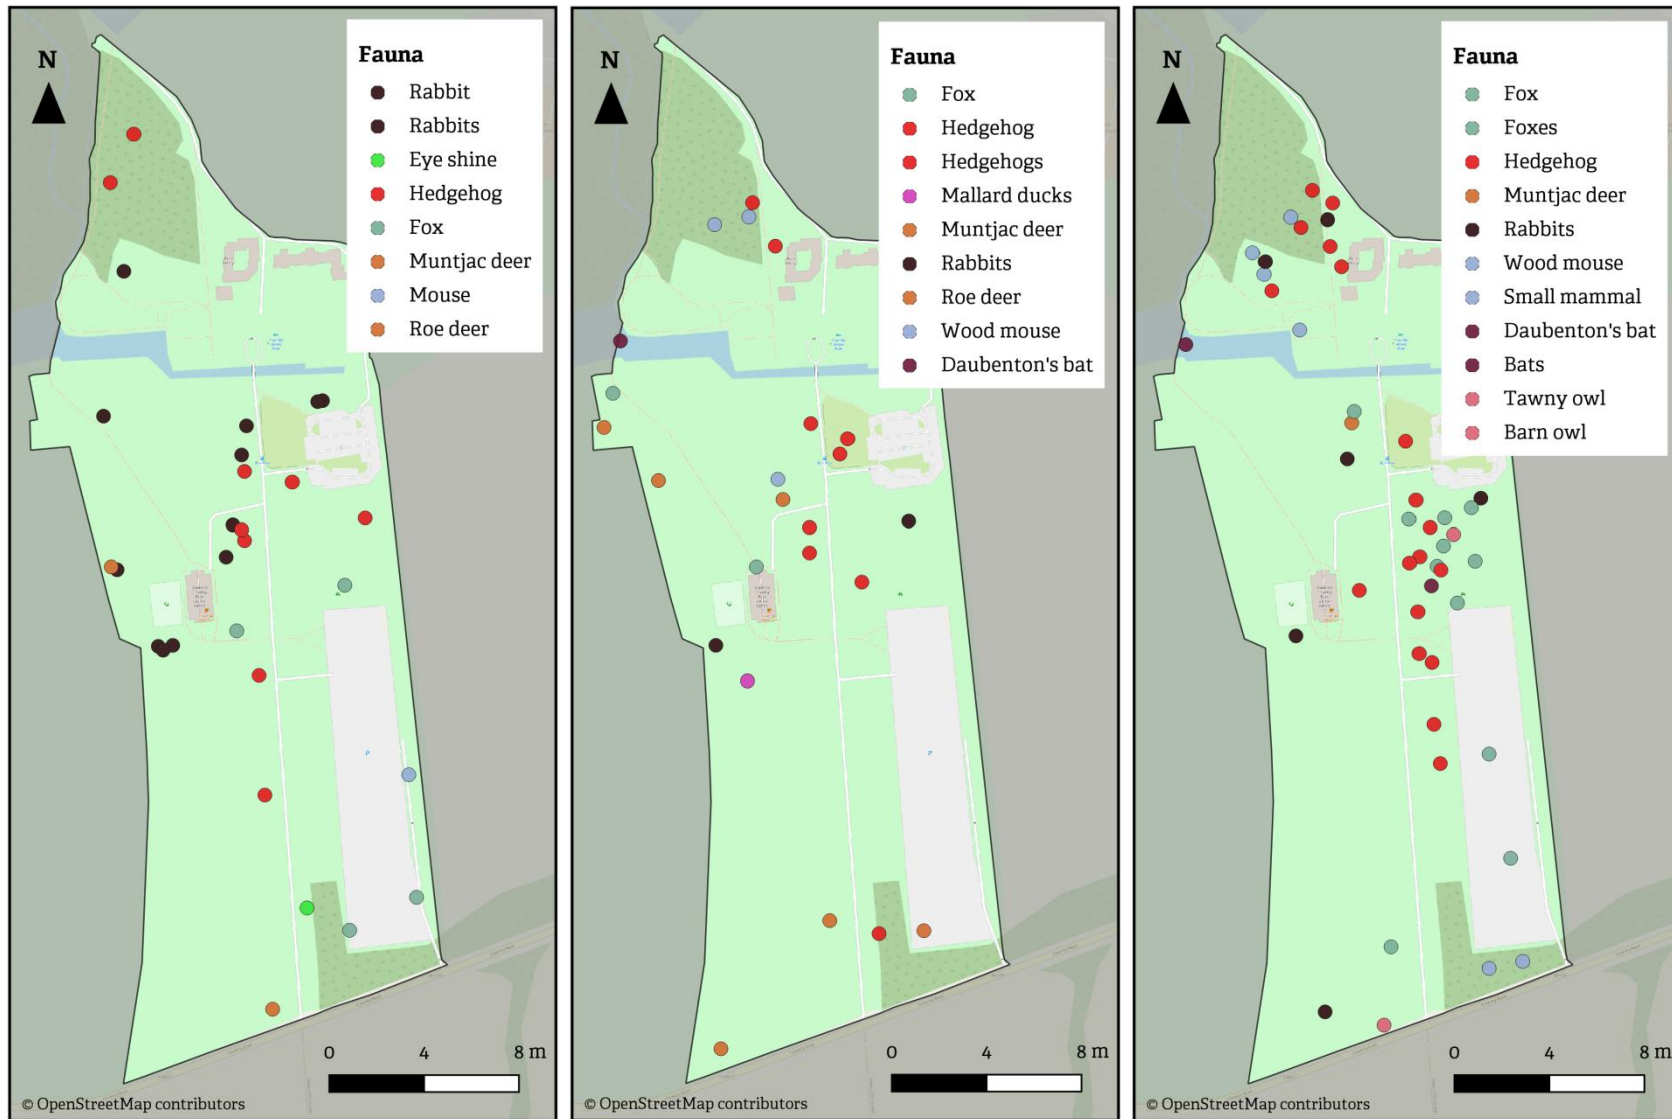 N
Fauna
Rabbit
Rabbits
Eye shine
Hedgehog
Fox
Muntjac deer
Mouse
Roe deer
P
0 4 8 m
© OpenStreetMap contributors
N
Fauna
Fox
Hedgehog
Hedgehogs
Mallard ducks
Muntjac deer
Rabbits
Roe deer
Wood mouse
Daubenton's bat
P
0 4 8 m
© OpenStreetMap contributors
N
Fauna
Fox
Foxes
Hedgehog
Muntjac deer
Rabbits
Wood mouse
Small mammal
Daubenton's bat
Bats
Tawny owl
Barn owl
0 4 8 m
© OpenStreetMap contributors